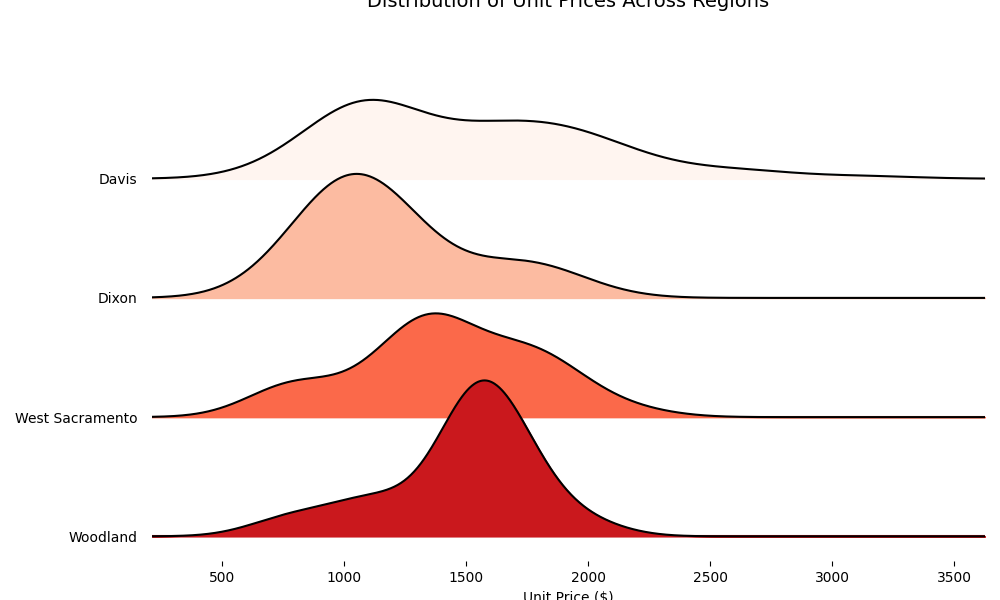 Distribution of Unit Prices Across Regions
Davis
Dixon
West Sacramento
Woodland
500 1000 1500 2000 2500 3000 3500
Unit Price ($)